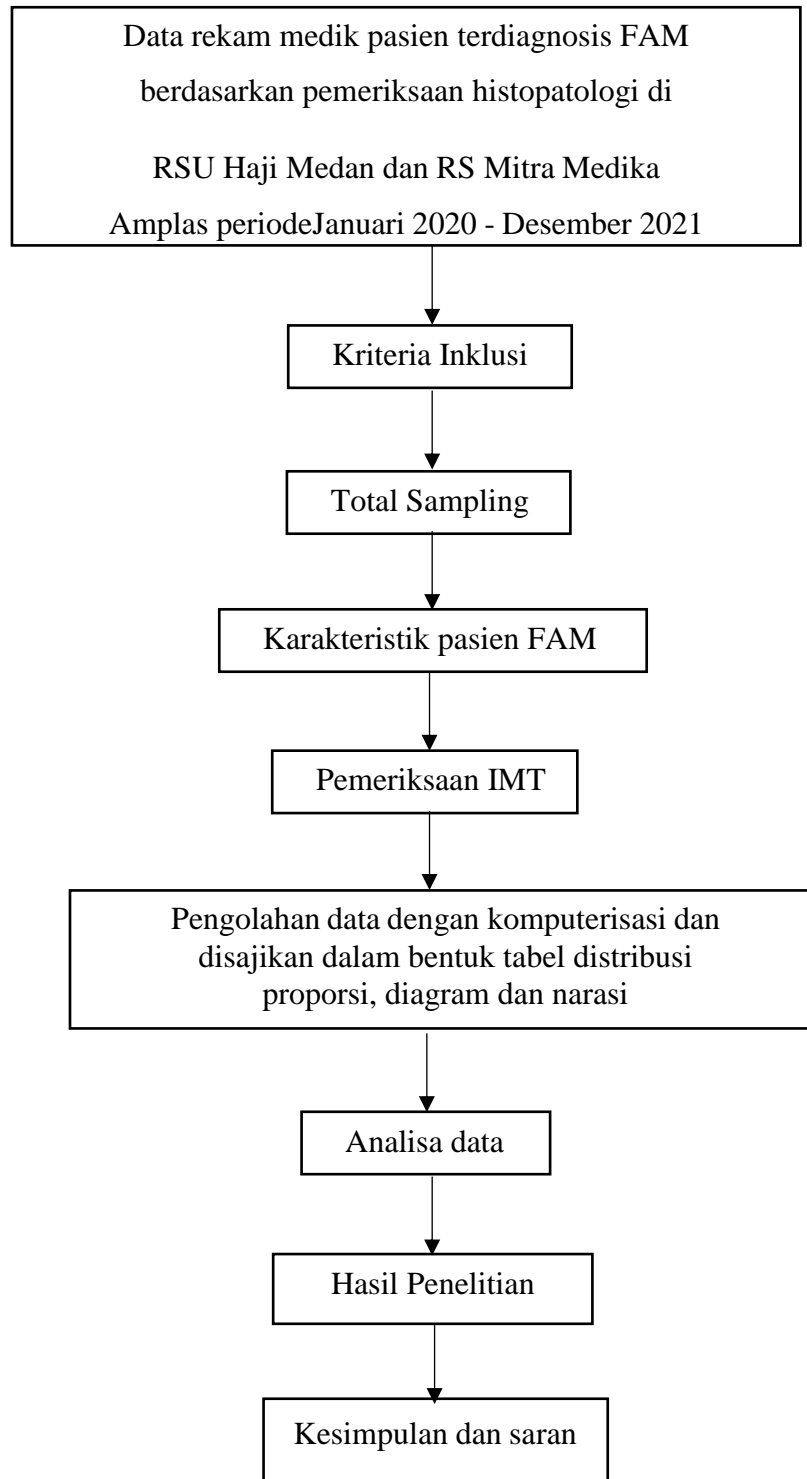 Data rekam medik pasien terdiagnosis FAM
berdasarkan pemeriksaan histopatologi di
RSU Haji Medan dan RS Mitra Medika
Amplas periodeJanuari 2020 - Desember 2021
Kriteria Inklusi
Total Sampling
Karakteristik pasien FAM
Pemeriksaan IMT
Pengolahan data dengan komputerisasi dan
disajikan dalam bentuk tabel distribusi
proporsi, diagram dan narasi
Analisa data
Hasil Penelitian
Kesimpulan dan saran